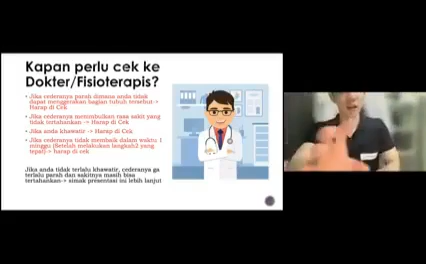 Kapan perlu cek ke
Dokter/Fisioterapis?
• Jika cederanya parah dimana anda tidak
dapat menggerakan bagian tubuh tersebut->
Harap di Cek
• Jika cederanya menimbulkan rasa sakit yang
tidak tertahankan -> Harap di Cek
• Jika anda khawatir -> Harap di Cek
• Jika cederanya tidak membaik dalam waktu 1
minggu (Setelah melakukan langkah2 yang
tepat)-> harap di cek
Jika anda tidak terlalu khawatir, cederanya ga
terlalu parah dan sakitnya masih bisa
tertahankan-> simak presentasi ini lebih lanjut